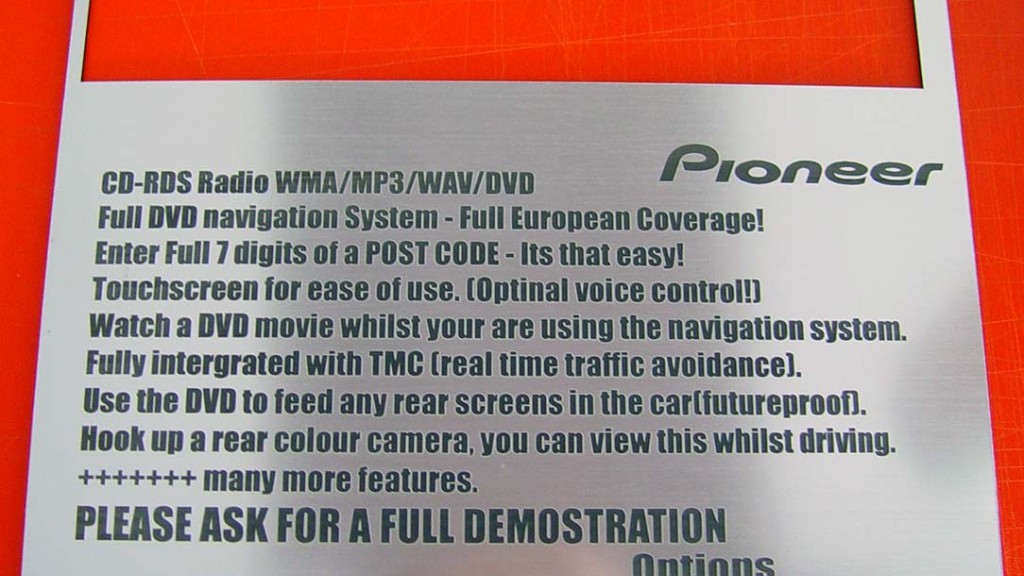 Pioneer
CD-RDS Radio WMA/MP3/WAV/DVD
Full DVD navigation System - Full European Coverage!
Enter Full 7 digits of a POST CODE - Its that easy!
Touchscreen for ease of use. (Optinal voice control!)
Watch a DVD movie whilst your are using the navigation system.
Fully intergrated with TMC (real time traffic avoidance).
Use the DVD to feed any rear screens in the car(futureproof).
Hook up a rear colour camera, you can view this whilst driving.
+++++++ many more features.
PLEASE ASK FOR A FULL DEMOSTRATION
Options